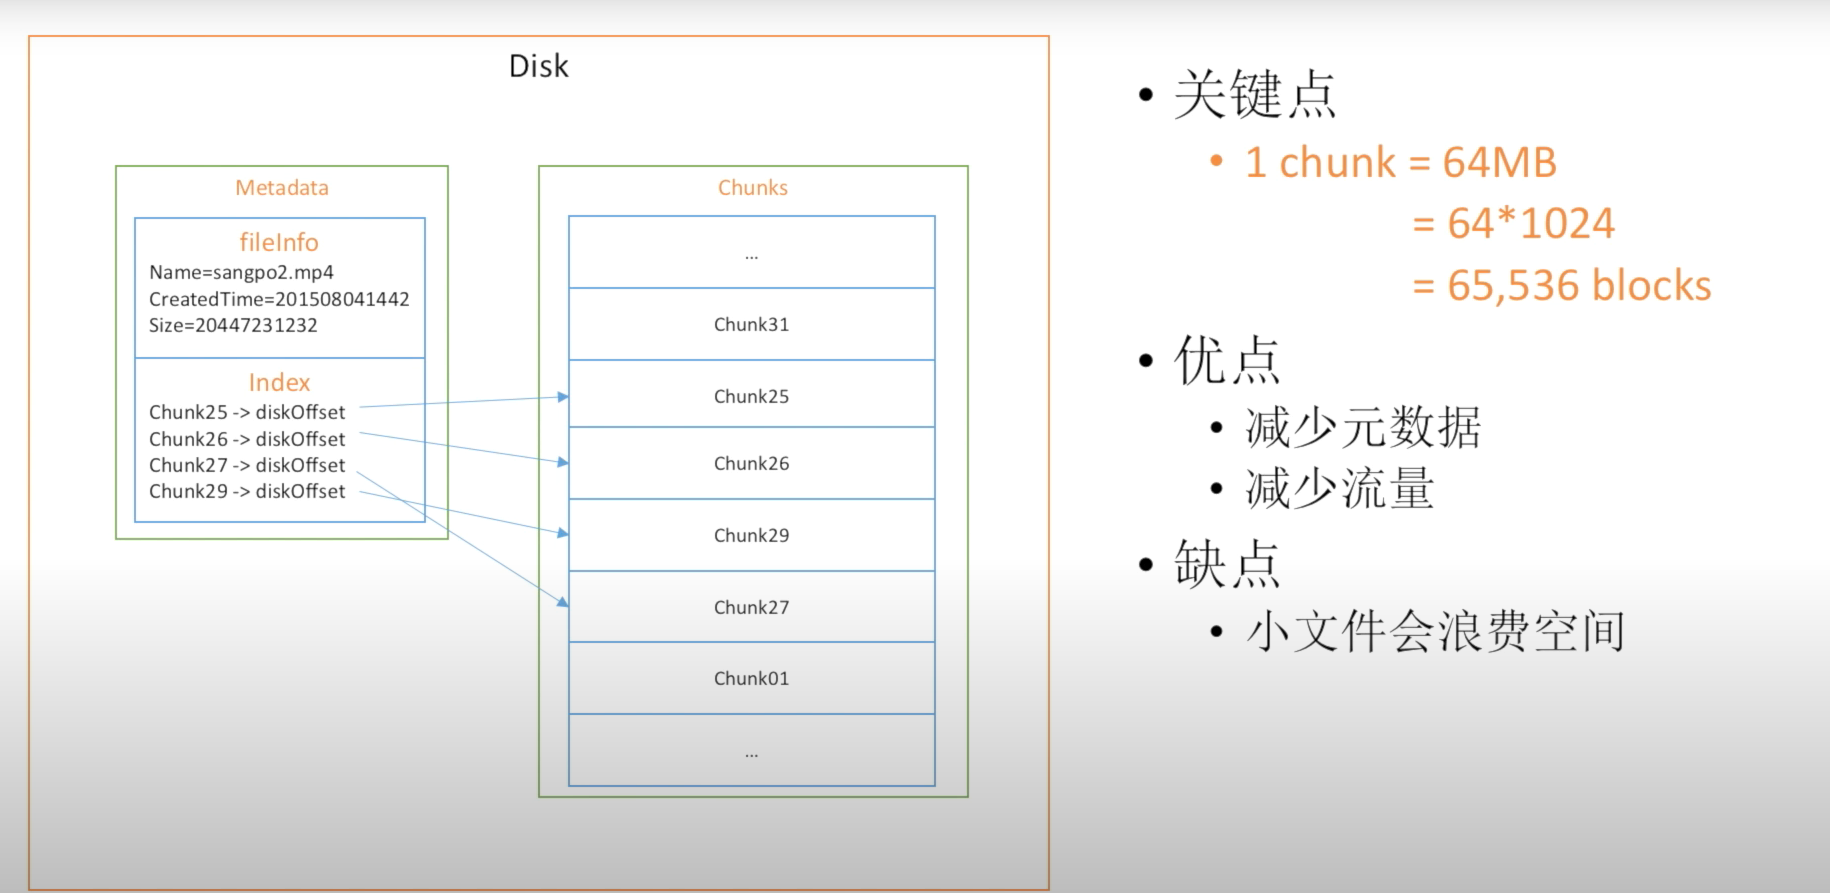 Disk
Metadata
fileInfo
Name=sangpo2.mp4
CreatedTime=201508041442
Size=20447231232
Index
Chunk25 -> diskOffset
Chunk26 -> diskOffset
Chunk27 -> diskOffset
Chunk29 -> diskOffset
Chunks
...
Chunk31
Chunk25
Chunk26
Chunk29
Chunk27
Chunk01
...
• 关键点
• 1 chunk = 64MB
= 64*1024
= 65,536 blocks
• 优点
• 减少元数据
• 减少流量
• 缺点
• 小文件会浪费空间